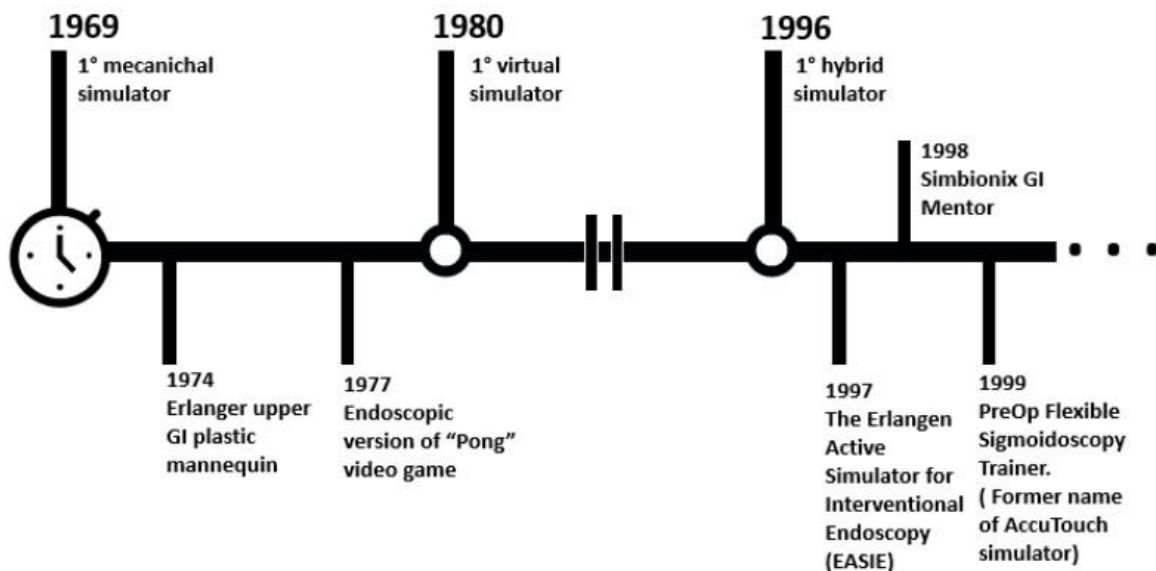 1969
1° mecanichal
simulator
1980
1° virtual
simulator
1996
1° hybrid
simulator
1998
Simbionix GI
Mentor
1974
Erlanger upper
GI plastic
mannequin
1977
Endoscopic
version of “Pong”
video game
1997
The Erlangen
Active
Simulator for
Interventional
Endoscopy
(EASIE)
1999
PreOp Flexible
Sigmoidoscopy
Trainer.
( Former name
of AccuTouch
simulator)